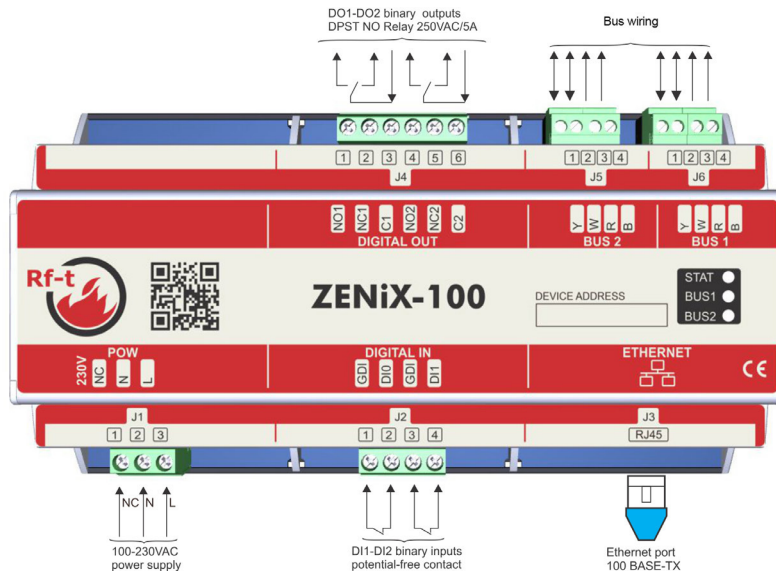 DO1-DO2 binary outputs
DPST NO Relay 250VAC/5A
Bus wiring
1 2 3 4 5 6
J4
1 2 3 4
J5
1 2 3 4
J6
NO1 NC1 C1 NO2 NC2 C2
DIGITAL OUT
Y W R B
BUS 2
Y W R B
BUS 1
Rf-t
ZENiX-100
DEVICE ADDRESS
STAT
BUS1
BUS2
POW
230V NC N L
DIGITAL IN
GDI DI0 GDI DI1
ETHERNET
CE
J1
1 2 3
J2
1 2 3 4
J3
RJ45
NC N L
100-230VAC
power supply
DI1-DI2 binary inputs
potential-free contact
Ethernet port
100 BASE-TX